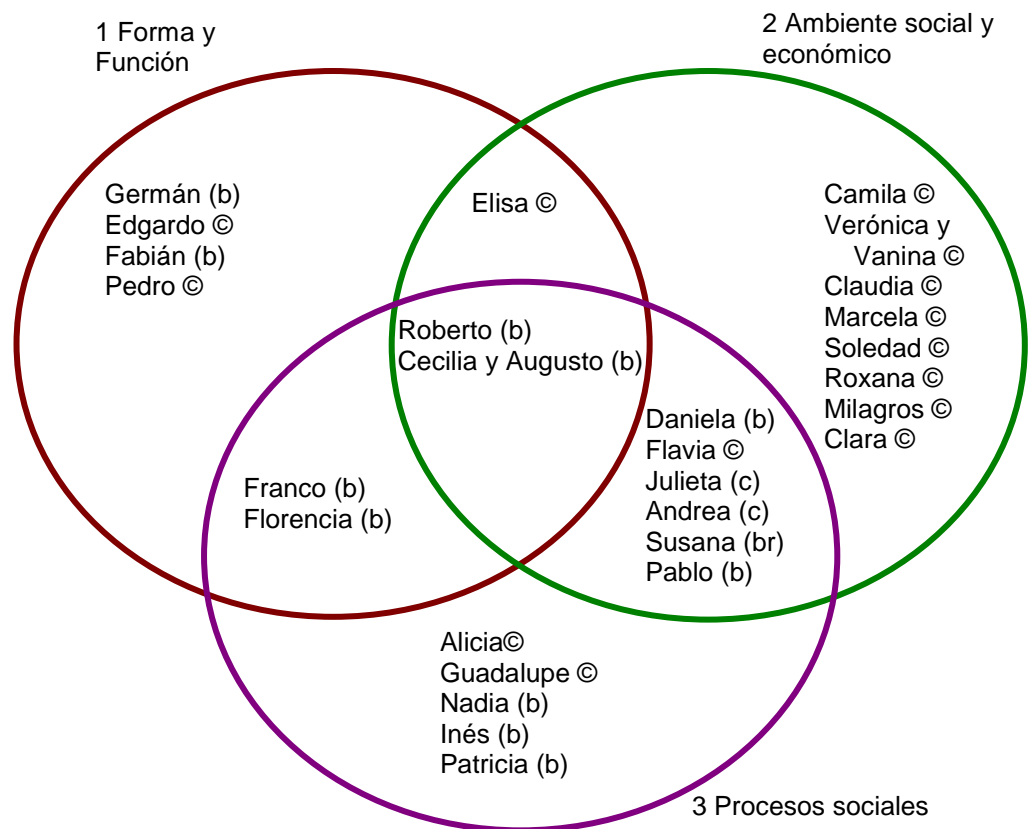 1 Forma y
Función
2 Ambiente social y
económico
Germán (b)
Edgardo ©
Fabián (b)
Pedro ©
Elisa ©
Camila ©
Verónica y
Vanina ©
Claudia ©
Marcela ©
Soledad ©
Roxana ©
Milagros ©
Clara ©
Roberto (b)
Cecilia y Augusto (b)
Daniela (b)
Flavia ©
Julieta (c)
Andrea (c)
Susana (br)
Pablo (b)
Franco (b)
Florencia (b)
Alicia©
Guadalupe ©
Nadia (b)
Inés (b)
Patricia (b)
3 Procesos sociales